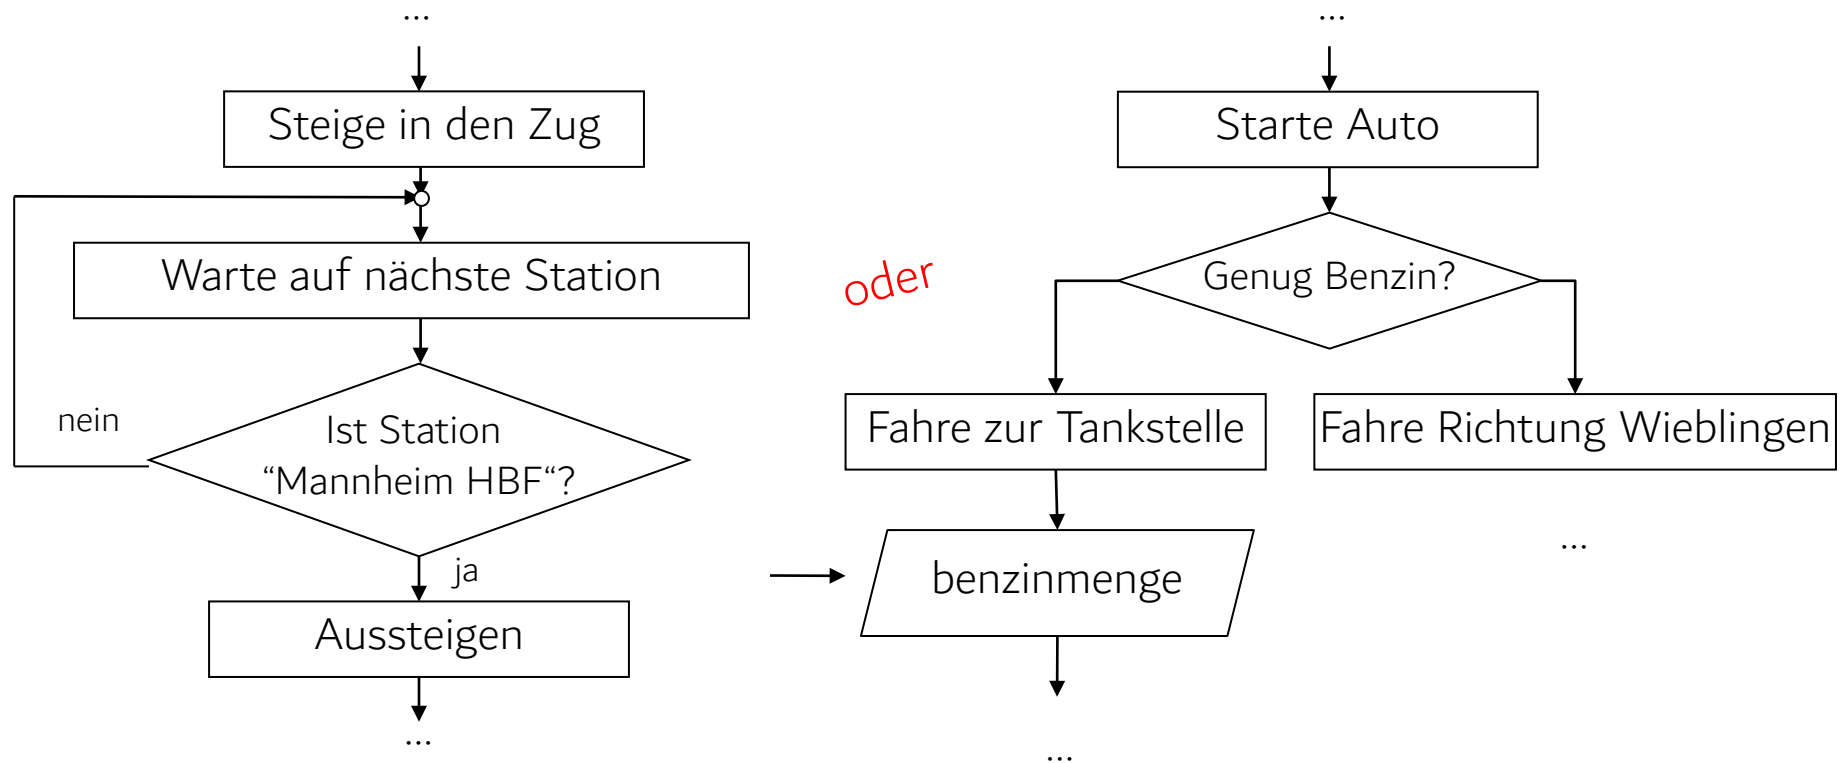 ...
Steige in den Zug
Warte auf nächste Station
nein
Ist Station
“Mannheim HBF“?
ja
Aussteigen
...
oder
...
Starte Auto
Genug Benzin?
Fahre zur Tankstelle
Fahre Richtung Wieblingen
benzinmenge
...
...